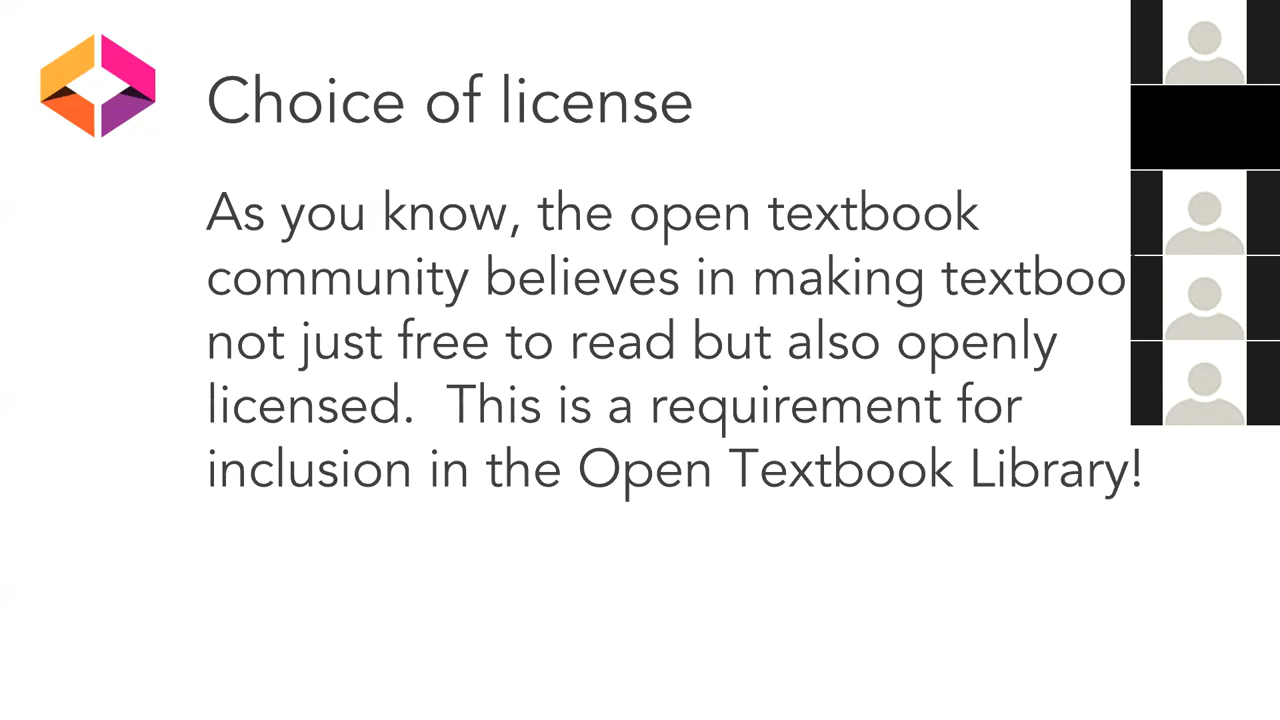 Choice of license
As you know, the open textbook
community believes in making textboo
not just free to read but also openly
licensed.  This is a requirement for
inclusion in the Open Textbook Library!